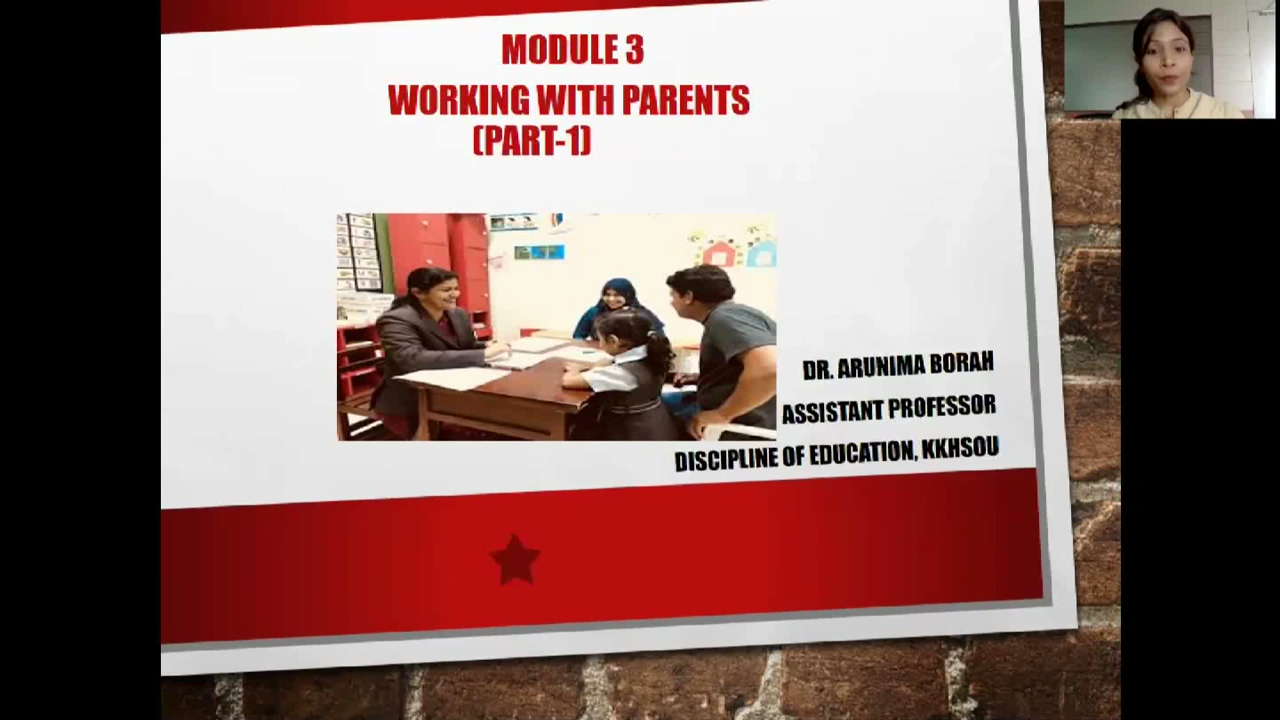 MODULE 3
WORKING WITH PARENTS
(PART-1)
DR. ARUNIMA BORAH
ASSISTANT PROFESSOR
DISCIPLINE OF EDUCATION, KKHSOU